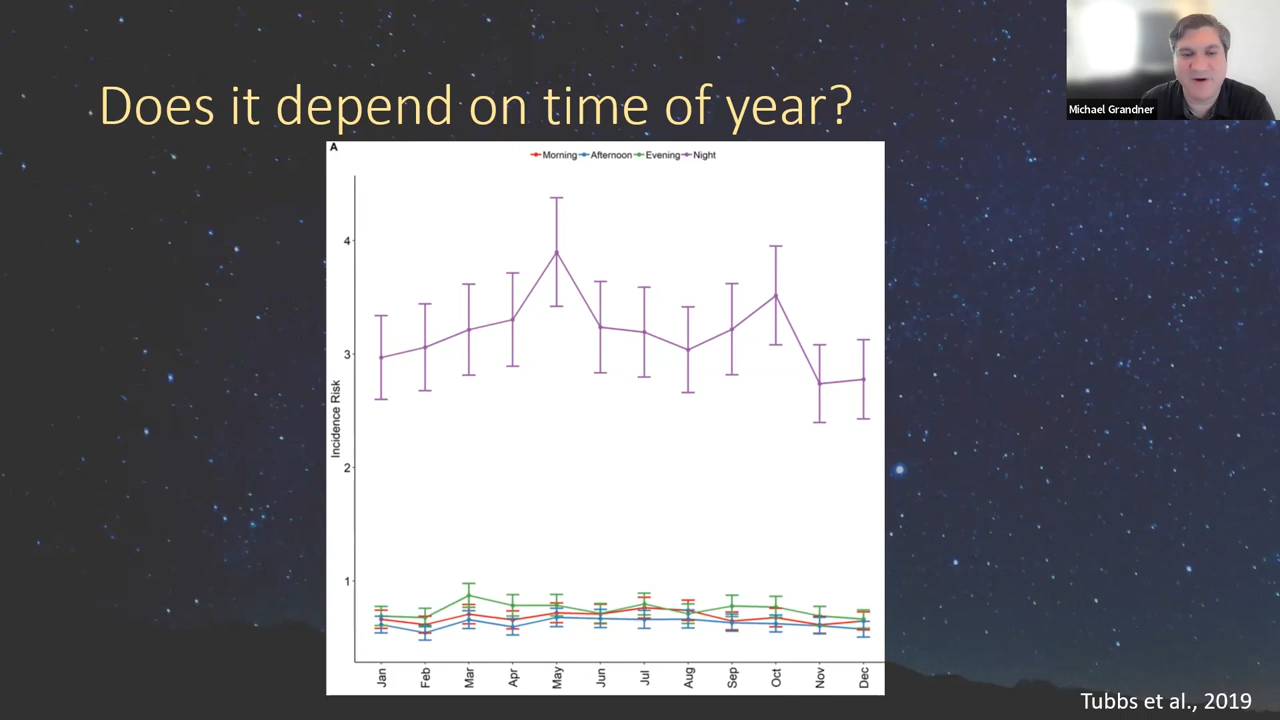 Does it depend on time of year?
Michael Grandner
A
Morning Afternoon Evening Night
4
3
2
1
Incidence Risk
Jan Feb Mar Apr May Jun Jul Aug Sep Oct Nov Dec
Tubbs et al., 2019